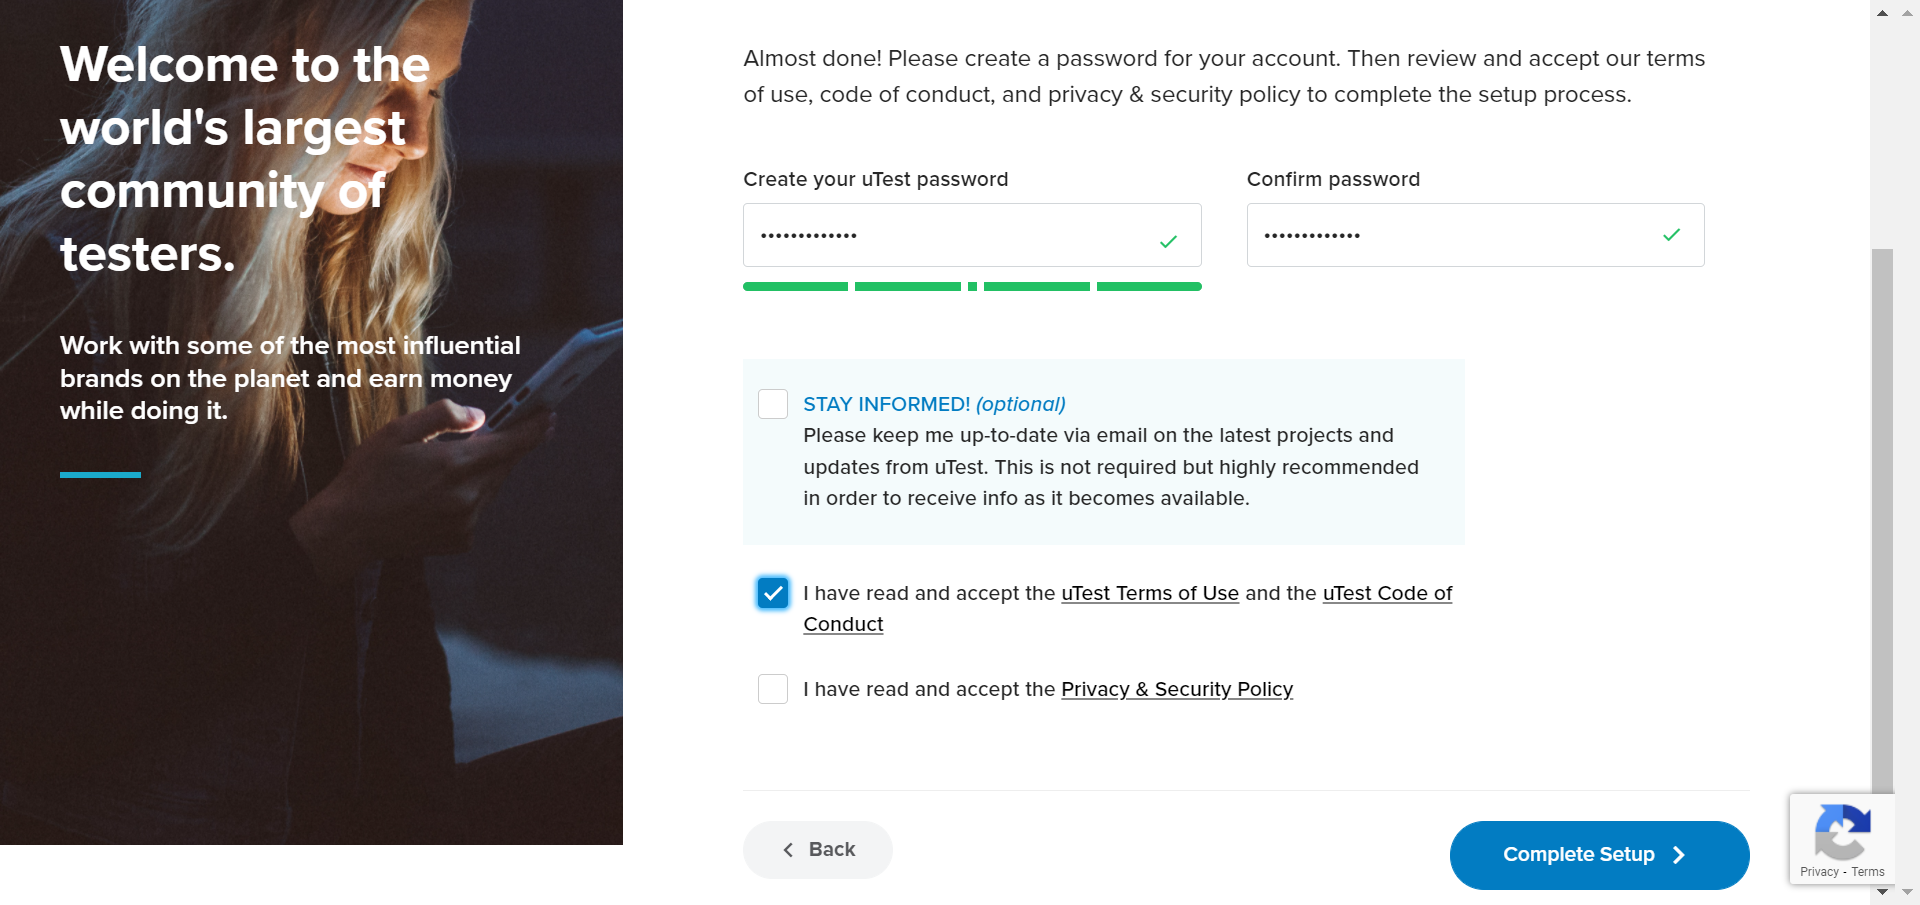 Welcome to the
world's largest
community of
testers.
Work with some of the most influential
brands on the planet and earn money
while doing it.
Almost done! Please create a password for your account. Then review and accept our terms
of use, code of conduct, and privacy & security policy to complete the setup process.
Create your uTest password
Confirm password
•••••••••••••
•••••••••••••
STAY INFORMED! (optional)
Please keep me up-to-date via email on the latest projects and
updates from uTest. This is not required but highly recommended
in order to receive info as it becomes available.
I have read and accept the uTest Terms of Use and the uTest Code of
Conduct
I have read and accept the Privacy & Security Policy
Back
Complete Setup
Privacy - Terms